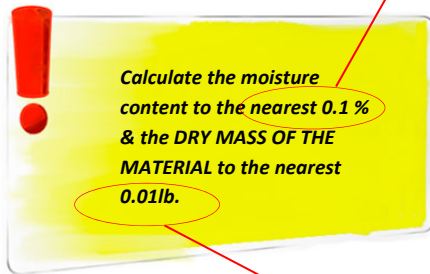 Calculate the moisture
content to the nearest 0.1 %
& the DRY MASS OF THE
MATERIAL to the nearest
0.01lb.